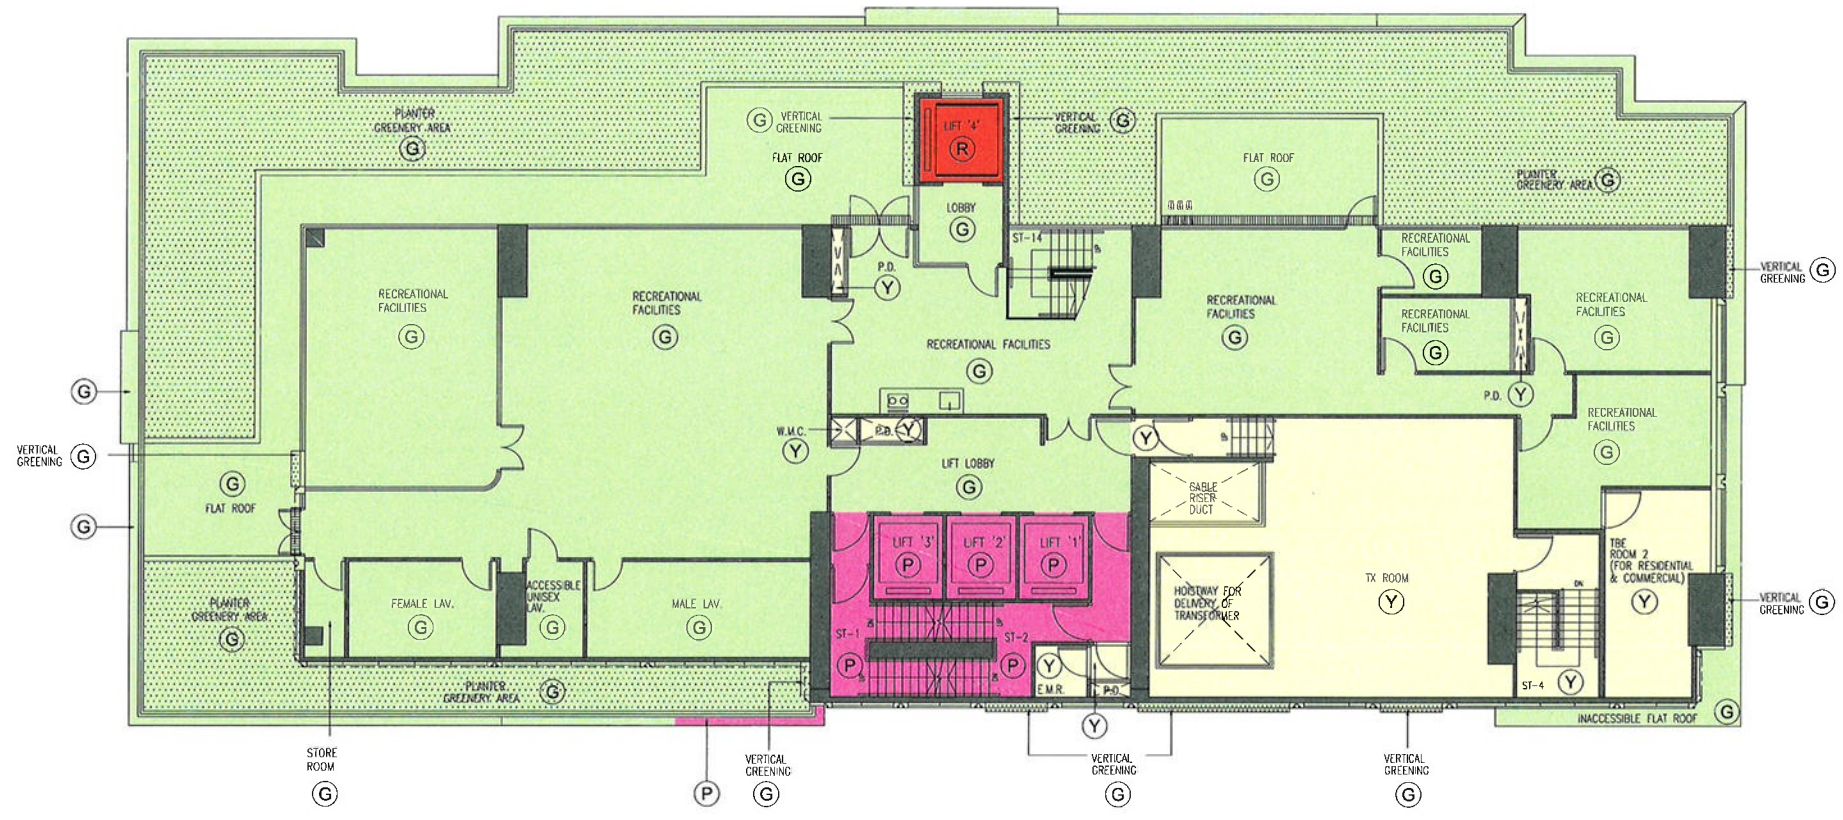 PLANTER
GREENERY AREA
G
G
VERTICAL
GREENING
FLAT ROOF
G
LIFT '4'
R
VERTICAL
GREENING
G
FLAT ROOF
G
PLANTER
GREENERY AREA
G
LOBBY
G
ST-14
UP
P.D.
Y
RECREATIONAL
FACILITIES
G
RECREATIONAL
FACILITIES
G
RECREATIONAL FACILITIES
G
RECREATIONAL
FACILITIES
G
RECREATIONAL
FACILITIES
G
RECREATIONAL
FACILITIES
G
RECREATIONAL
FACILITIES
G
VERTICAL
GREENING
G
P.D.
Y
RECREATIONAL
FACILITIES
G
G
VERTICAL
GREENING
G
FLAT ROOF
G
G
W.M.C.
Y
P.D.
Y
Y
UP
LIFT LOBBY
G
CABLE
RISER
DUCT
LIFT '3'
P
LIFT '2'
P
LIFT '1'
P
HOISTWAY FOR
DELIVERY OF
TRANSFORMER
TX ROOM
Y
DN
TBE
ROOM 2
(FOR RESIDENTIAL
& COMMERCIAL)
Y
VERTICAL
GREENING
G
PLANTER
GREENERY AREA
G
FEMALE LAV.
G
ACCESSIBLE
UNISEX
LAV.
G
MALE LAV.
G
ST-1
P
ST-2
P
Y
E.M.R.
P.D.
Y
ST-4
Y
PLANTER
GREENERY AREA
G
INACCESSIBLE FLAT ROOF
G
STORE
ROOM
G
P
VERTICAL
GREENING
G
VERTICAL
GREENING
G
VERTICAL
GREENING
G